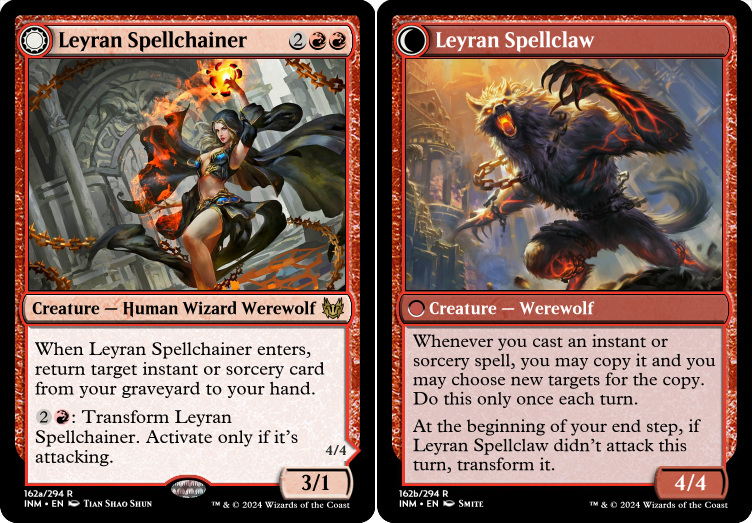 Leyran Spellchainer 2
Creature — Human Wizard Werewolf
When Leyran Spellchainer enters,
return target instant or sorcery card
from your graveyard to your hand.
2 : Transform Leyran
Spellchainer. Activate only if it's
attacking.
4/4
3/1
162a/294 R
INM • EN Tian Shao Shun
™ & © 2024 Wizards of the Coast
Leyran Spellclaw
Creature — Werewolf
Whenever you cast an instant or
sorcery spell, you may copy it and you
may choose new targets for the copy.
Do this only once each turn.
At the beginning of your end step, if
Leyran Spellclaw didn't attack this
turn, transform it.
4/4
162b/294 R
INM • EN Smite
™ & © 2024 Wizards of the Coast